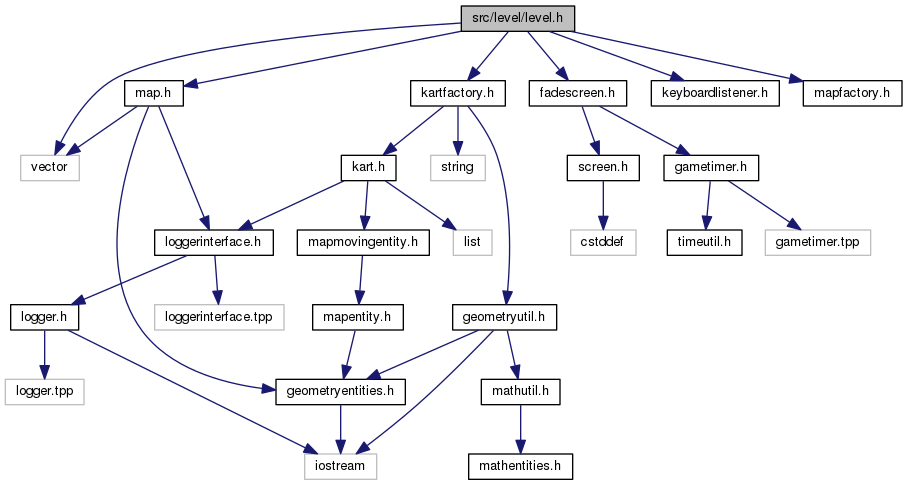 src/level/level.h
map.h
kartfactory.h
fadescreen.h
keyboardlistener.h
mapfactory.h
vector
kart.h
string
screen.h
gametimer.h
loggerinterface.h
mapmovingentity.h
list
cstddef
timeutil.h
gametimer.tpp
logger.h
loggerinterface.tpp
mapentity.h
geometryutil.h
logger.tpp
geometryentities.h
mathutil.h
iostream
mathentities.h